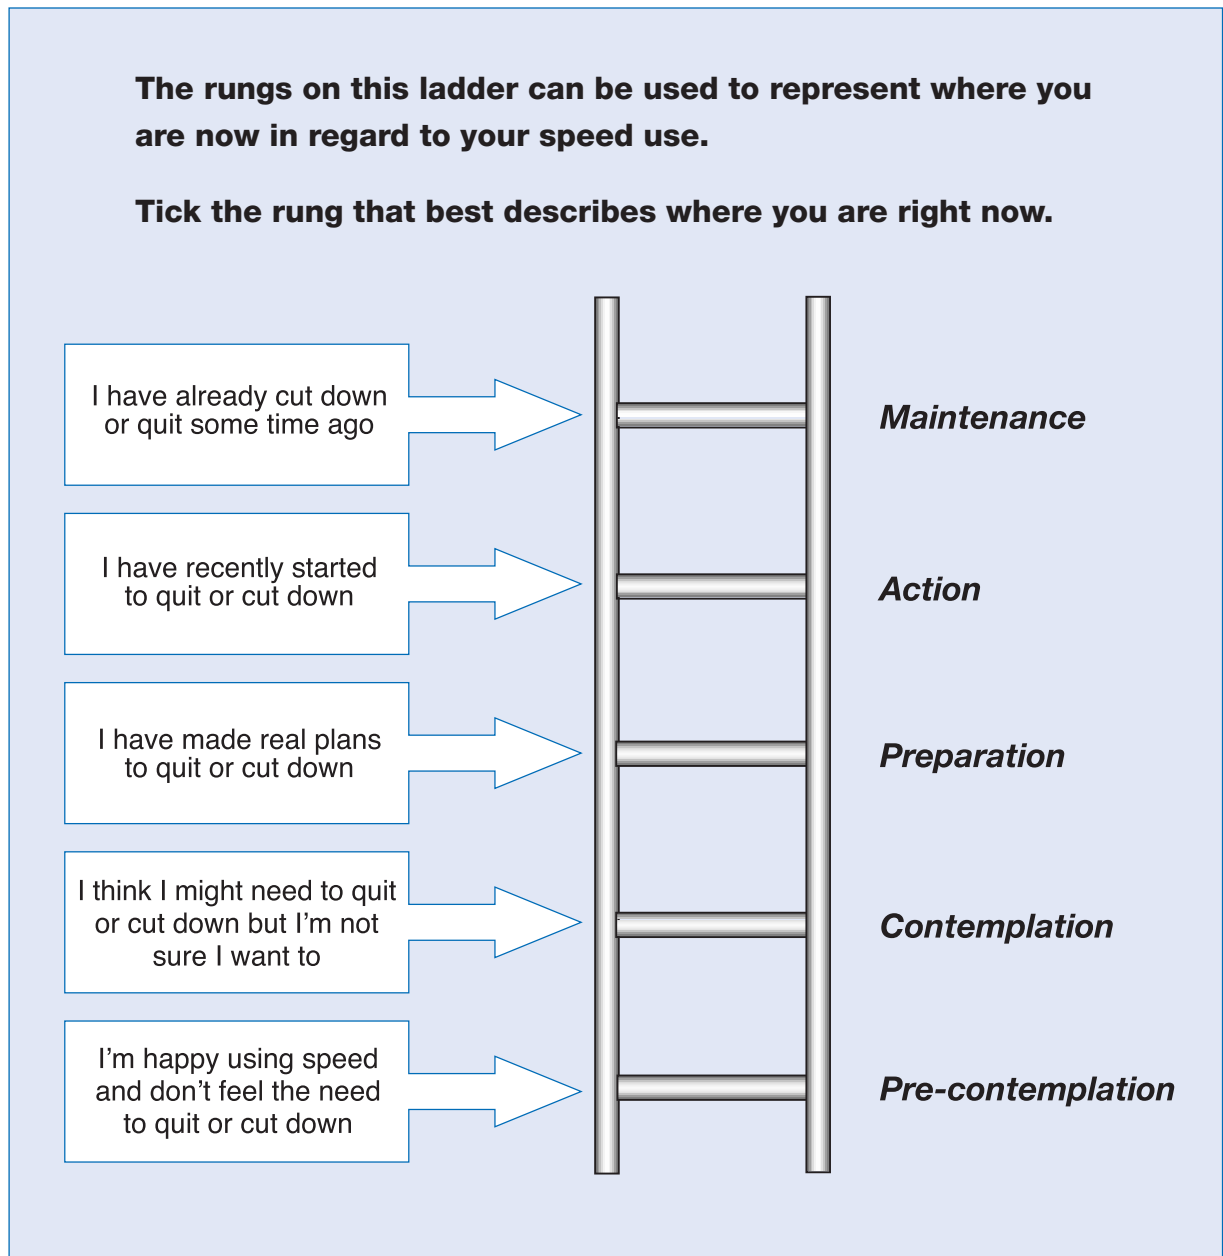 The rungs on this ladder can be used to represent where you
are now in regard to your speed use.
Tick the rung that best describes where you are right now.
I have already cut down
or quit some time ago
Maintenance
I have recently started
to quit or cut down
Action
I have made real plans
to quit or cut down
Preparation
I think I might need to quit
or cut down but I’m not
sure I want to
Contemplation
I’m happy using speed
and don’t feel the need
to quit or cut down
Pre-contemplation